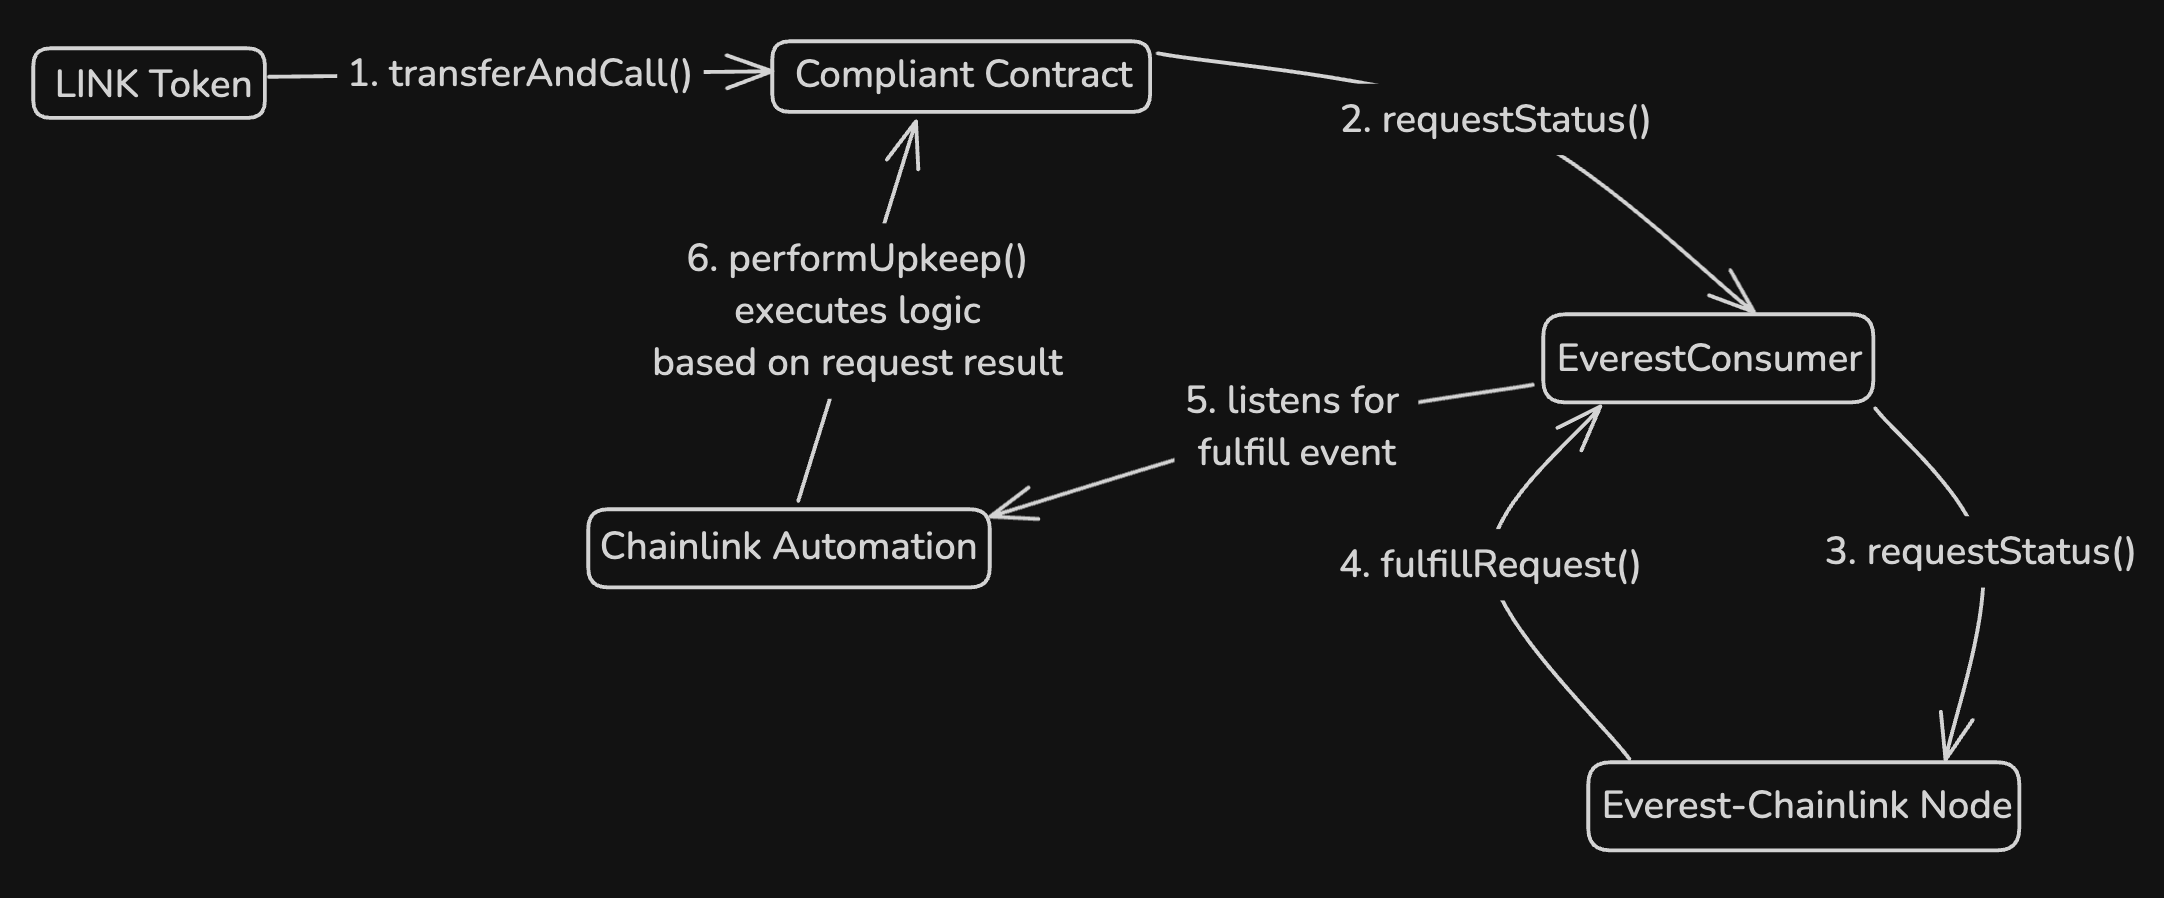 LINK Token
1. transferAndCall()
Compliant Contract
2. requestStatus()
6. performUpkeep()
executes logic
based on request result
EverestConsumer
5. listens for
fulfill event
Chainlink Automation
4. fulfillRequest()
3. requestStatus()
Everest-Chainlink Node